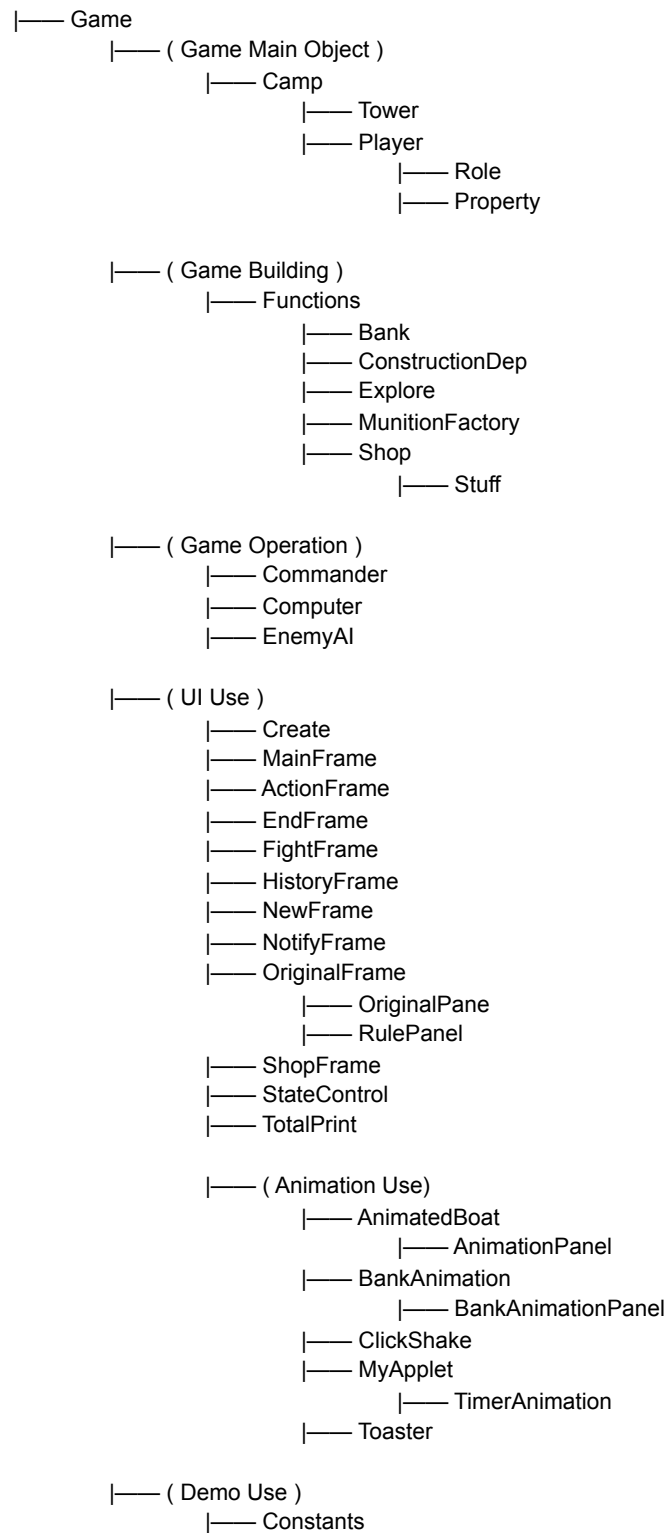 |—— Game
|—— ( Game Main Object )
|—— Camp
|—— Tower
|—— Player
|—— Role
|—— Property
|—— ( Game Building )
|—— Functions
|—— Bank
|—— ConstructionDep
|—— Explore
|—— MunitionFactory
|—— Shop
|—— Stuff
|—— ( Game Operation )
|—— Commander
|—— Computer
|—— EnemyAI
|—— ( UI Use )
|—— Create
|—— MainFrame
|—— ActionFrame
|—— EndFrame
|—— FightFrame
|—— HistoryFrame
|—— NewFrame
|—— NotifyFrame
|—— OriginalFrame
|—— OriginalPane
|—— RulePanel
|—— ShopFrame
|—— StateControl
|—— TotalPrint
|—— ( Animation Use)
|—— AnimatedBoat
|—— AnimationPanel
|—— BankAnimation
|—— BankAnimationPanel
|—— ClickShake
|—— MyApplet
|—— TimerAnimation
|—— Toaster
|—— ( Demo Use )
|—— Constants